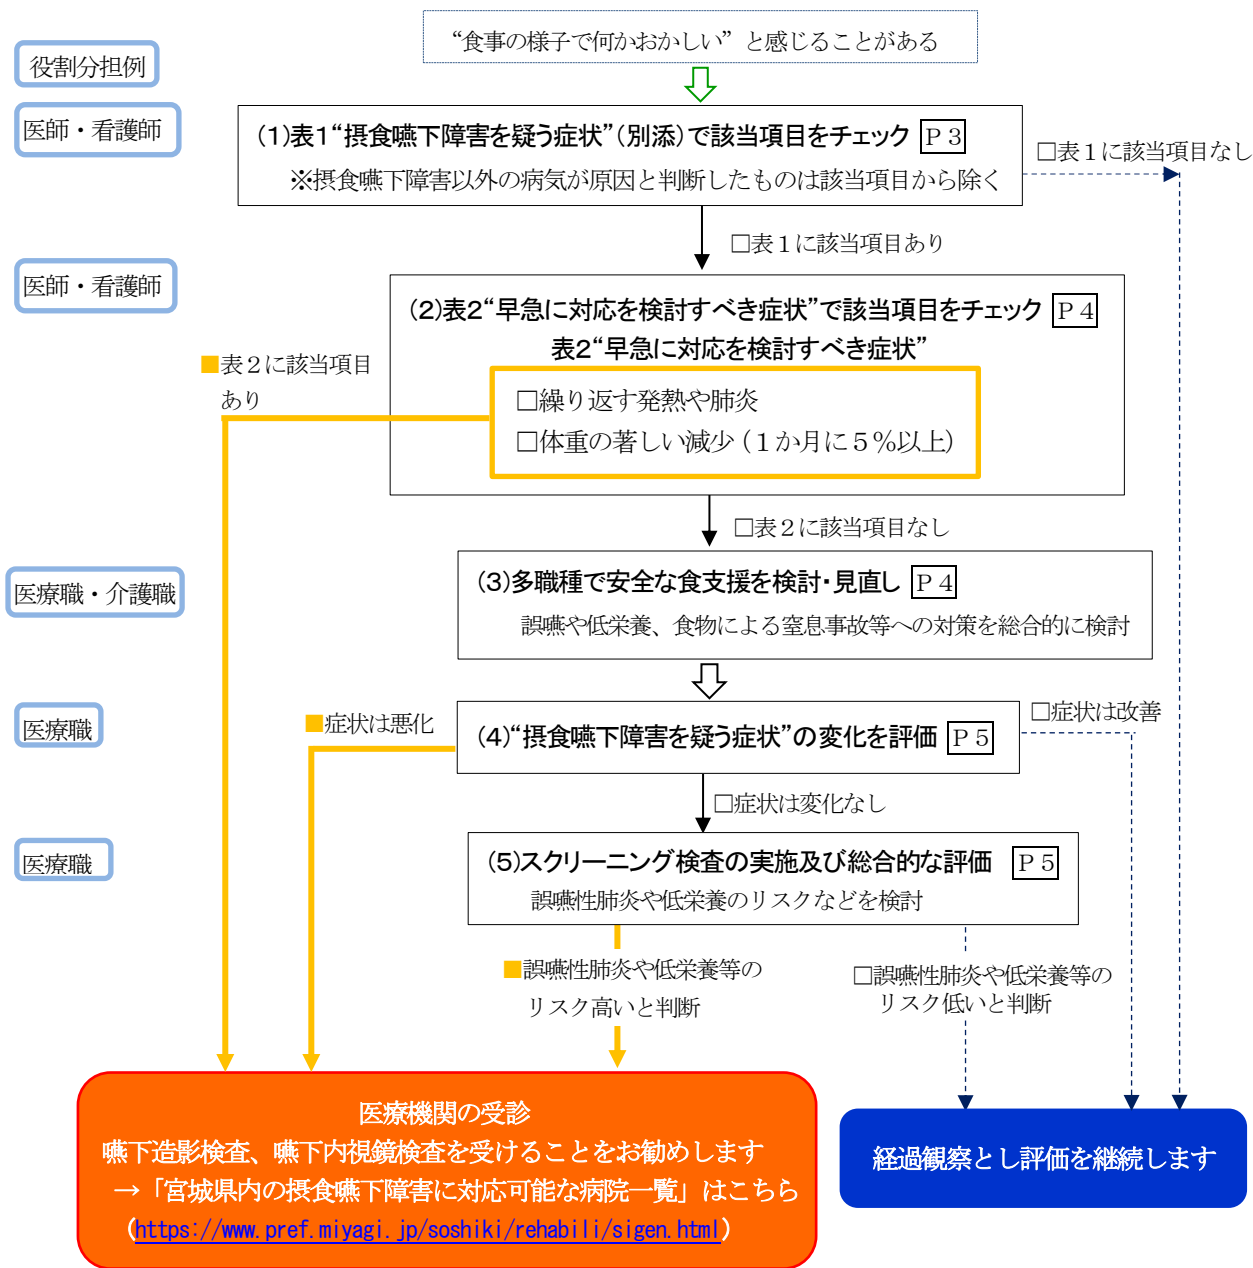 “食事の様子で何かおかしい”と感じることがある
役割分担例
医師・看護師
(1)表1“摂食嚥下障害を疑う症状”(別添)で該当項目をチェック P3
※摂食嚥下障害以外の病気が原因と判断したものは該当項目から除く
□表1に該当項目なし
□表1に該当項目あり
医師・看護師
(2)表2“早急に対応を検討すべき症状”で該当項目をチェック P4
表2“早急に対応を検討すべき症状”
■表2に該当項目
あり
□繰り返す発熱や肺炎
□体重の著しい減少(1か月に5%以上)
□表2に該当項目なし
医療職・介護職
(3)多職種で安全な食支援を検討・見直し P4
誤嚥や低栄養、食物による窒息事故等への対策を総合的に検討
医療職
■症状は悪化
(4)“摂食嚥下障害を疑う症状”の変化を評価 P5
□症状は改善
□症状は変化なし
医療職
(5)スクリーニング検査の実施及び総合的な評価 P5
誤嚥性肺炎や低栄養のリスクなどを検討
■誤嚥性肺炎や低栄養等の
リスク高いと判断
□誤嚥性肺炎や低栄養等の
リスク低いと判断
医療機関の受診
嚥下造影検査、嚥下内視鏡検査を受けることをお勧めします
→「宮城県内の摂食嚥下障害に対応可能な病院一覧」はこちら
(https://www.pref.miyagi.jp/soshiki/rehabili/sigen.html)
経過観察とし評価を継続します